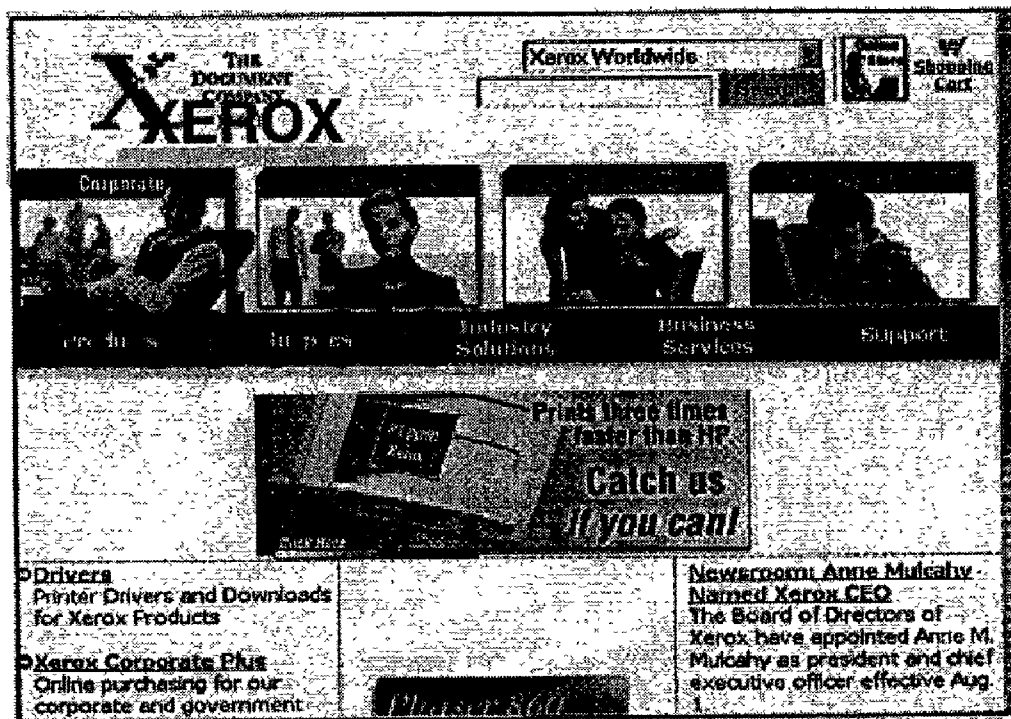 THE
DOCUMENT
COMPANY
XEROX
Xerox Worldwide
Shopping
Cart
Corporate
Industry
Solutions
Business
Services
Support
Prints three times
faster than HP.
Catch us
if you can!
Drivers
Printer Drivers and Downloads
for Xerox Products
Xerox Corporate Plus
Online purchasing for our
corporate and government
Phaser 860
Newsroom: Anne Mulcahy
Named Xerox CEO
The Board of Directors of
Xerox have appointed Anne M.
Mulcahy as president and chief
executive officer effective Aug.
1